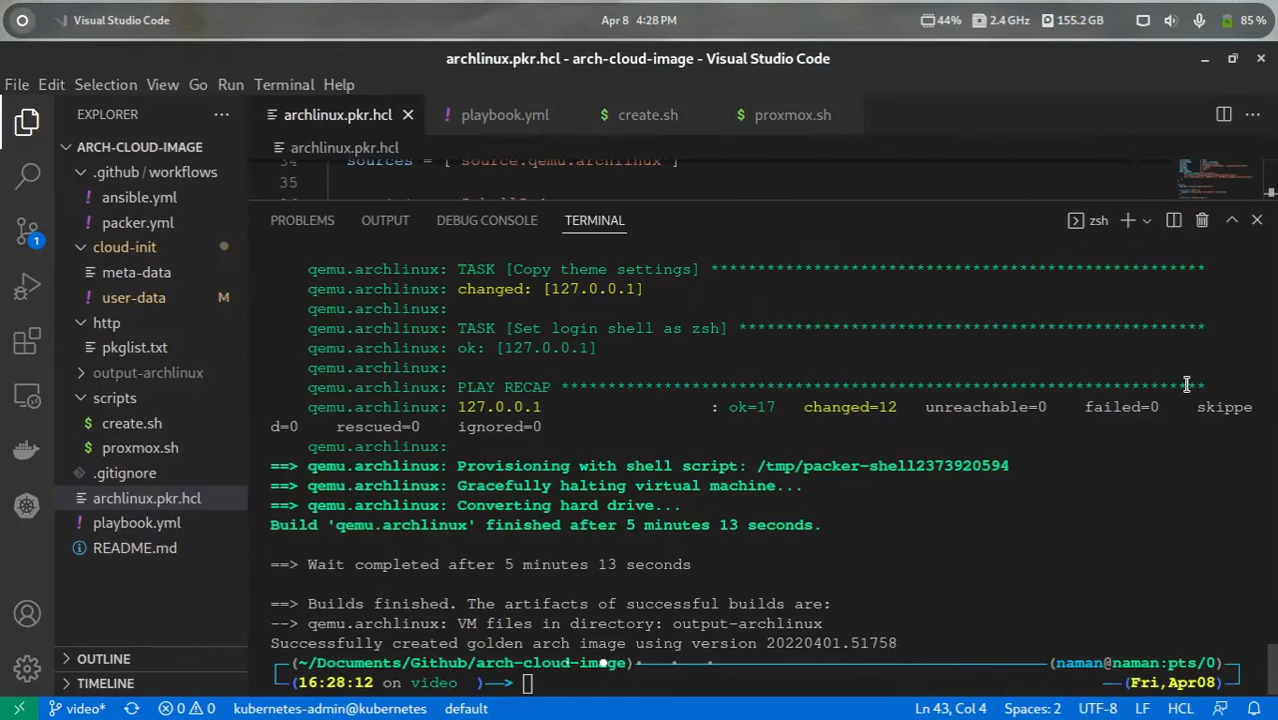 Visual Studio Code
Apr 8 4:28 PM
44% 2.4 GHz 155.2 GB 85 %
archlinux.pkr.hcl - arch-cloud-image - Visual Studio Code
File Edit Selection View Go Run Terminal Help
EXPLORER
archlinux.pkr.hcl playbook.yml create.sh proxmox.sh
ARCH-CLOUD-IMAGE
.github/workflows
ansible.yml
packer.yml
cloud-init
meta-data
user-data M
http
pkglist.txt
output-archlinux
scripts
create.sh
proxmox.sh
.gitignore
archlinux.pkr.hcl
playbook.yml
README.md
OUTLINE
TIMELINE
1
archlinux.pkr.hcl
34 sources = [ "source.qemu.archlinux" ]
35
PROBLEMS OUTPUT DEBUG CONSOLE TERMINAL zsh
qemu.archlinux: TASK [Copy theme settings] *****************************************************
qemu.archlinux: changed: [127.0.0.1]
qemu.archlinux:
qemu.archlinux: TASK [Set login shell as zsh] **************************************************
qemu.archlinux: ok: [127.0.0.1]
qemu.archlinux:
qemu.archlinux: PLAY RECAP *********************************************************************
qemu.archlinux: 127.0.0.1 : ok=17 changed=12 unreachable=0 failed=0 skippe
d=0 rescued=0 ignored=0
qemu.archlinux:
==> qemu.archlinux: Provisioning with shell script: /tmp/packer-shell2373920594
==> qemu.archlinux: Gracefully halting virtual machine...
==> qemu.archlinux: Converting hard drive...
Build 'qemu.archlinux' finished after 5 minutes 13 seconds.
==> Wait completed after 5 minutes 13 seconds
==> Builds finished. The artifacts of successful builds are:
--> qemu.archlinux: VM files in directory: output-archlinux
Successfully created golden arch image using version 20220401.51758
(~/Documents/Github/arch-cloud-image) (naman@naman:pts/0)
(16:28:12 on video )——> (Fri,Apr08)
video* 0 0 kubernetes-admin@kubernetes default Ln 43, Col 4 Spaces: 2 UTF-8 LF HCL